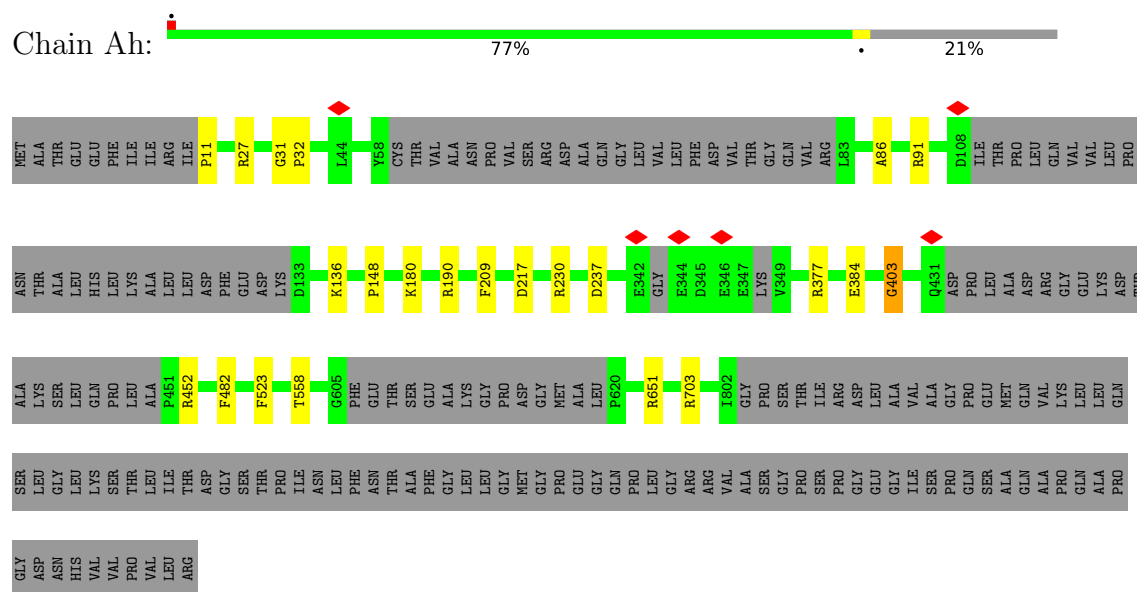 Chain Ah:
77% 21%
MET ALA THR GLU GLU PHE ILE ILE ARG ILE P11 R27 G31 P32 L44 Y58 CYS THR VAL ALA ASN PRO VAL SER ARG ASP ALA GLN GLY LEU VAL LEU PHE ASP VAL THR GLY GLN VAL ARG L83 A86 R91 D108 ILE THR PRO LEU GLN VAL VAL LEU PRO
ASN THR ALA LEU HIS LEU LYS ALA LEU LEU ASP PHE GLU ASP LYS D133 K136 P148 K180 R190 F209 D217 R230 D237 E342 GLY E344 D345 E346 E347 LYS V349 R377 E384 G403 Q431 ASP PRO LEU ALA ASP ARG GLY GLU LYS ASP THR
ALA LYS SER LEU GLN PRO LEU ALA P451 R452 F482 F523 T558 G605 PHE GLU THR SER GLU ALA LYS GLY PRO ASP GLY MET ALA LEU P620 R651 R703 I802 GLY PRO SER THR ILE ARG ASP LEU ALA VAL ALA GLY PRO GLU MET GLN VAL LYS LEU LEU GLN
SER LEU GLY LEU LYS SER THR LEU ILE THR ASP GLY SER THR PRO ILE ASN LEU PHE ASN THR ALA PHE GLY LEU LEU GLY MET GLY PRO GLU GLY GLN PRO LEU GLY ARG ARG VAL ALA SER GLY PRO SER PRO GLY GLU GLY ILE SER PRO GLN SER ALA GLN ALA PRO GLN ALA PRO
GLY ASP ASN HIS VAL VAL PRO VAL LEU ARG